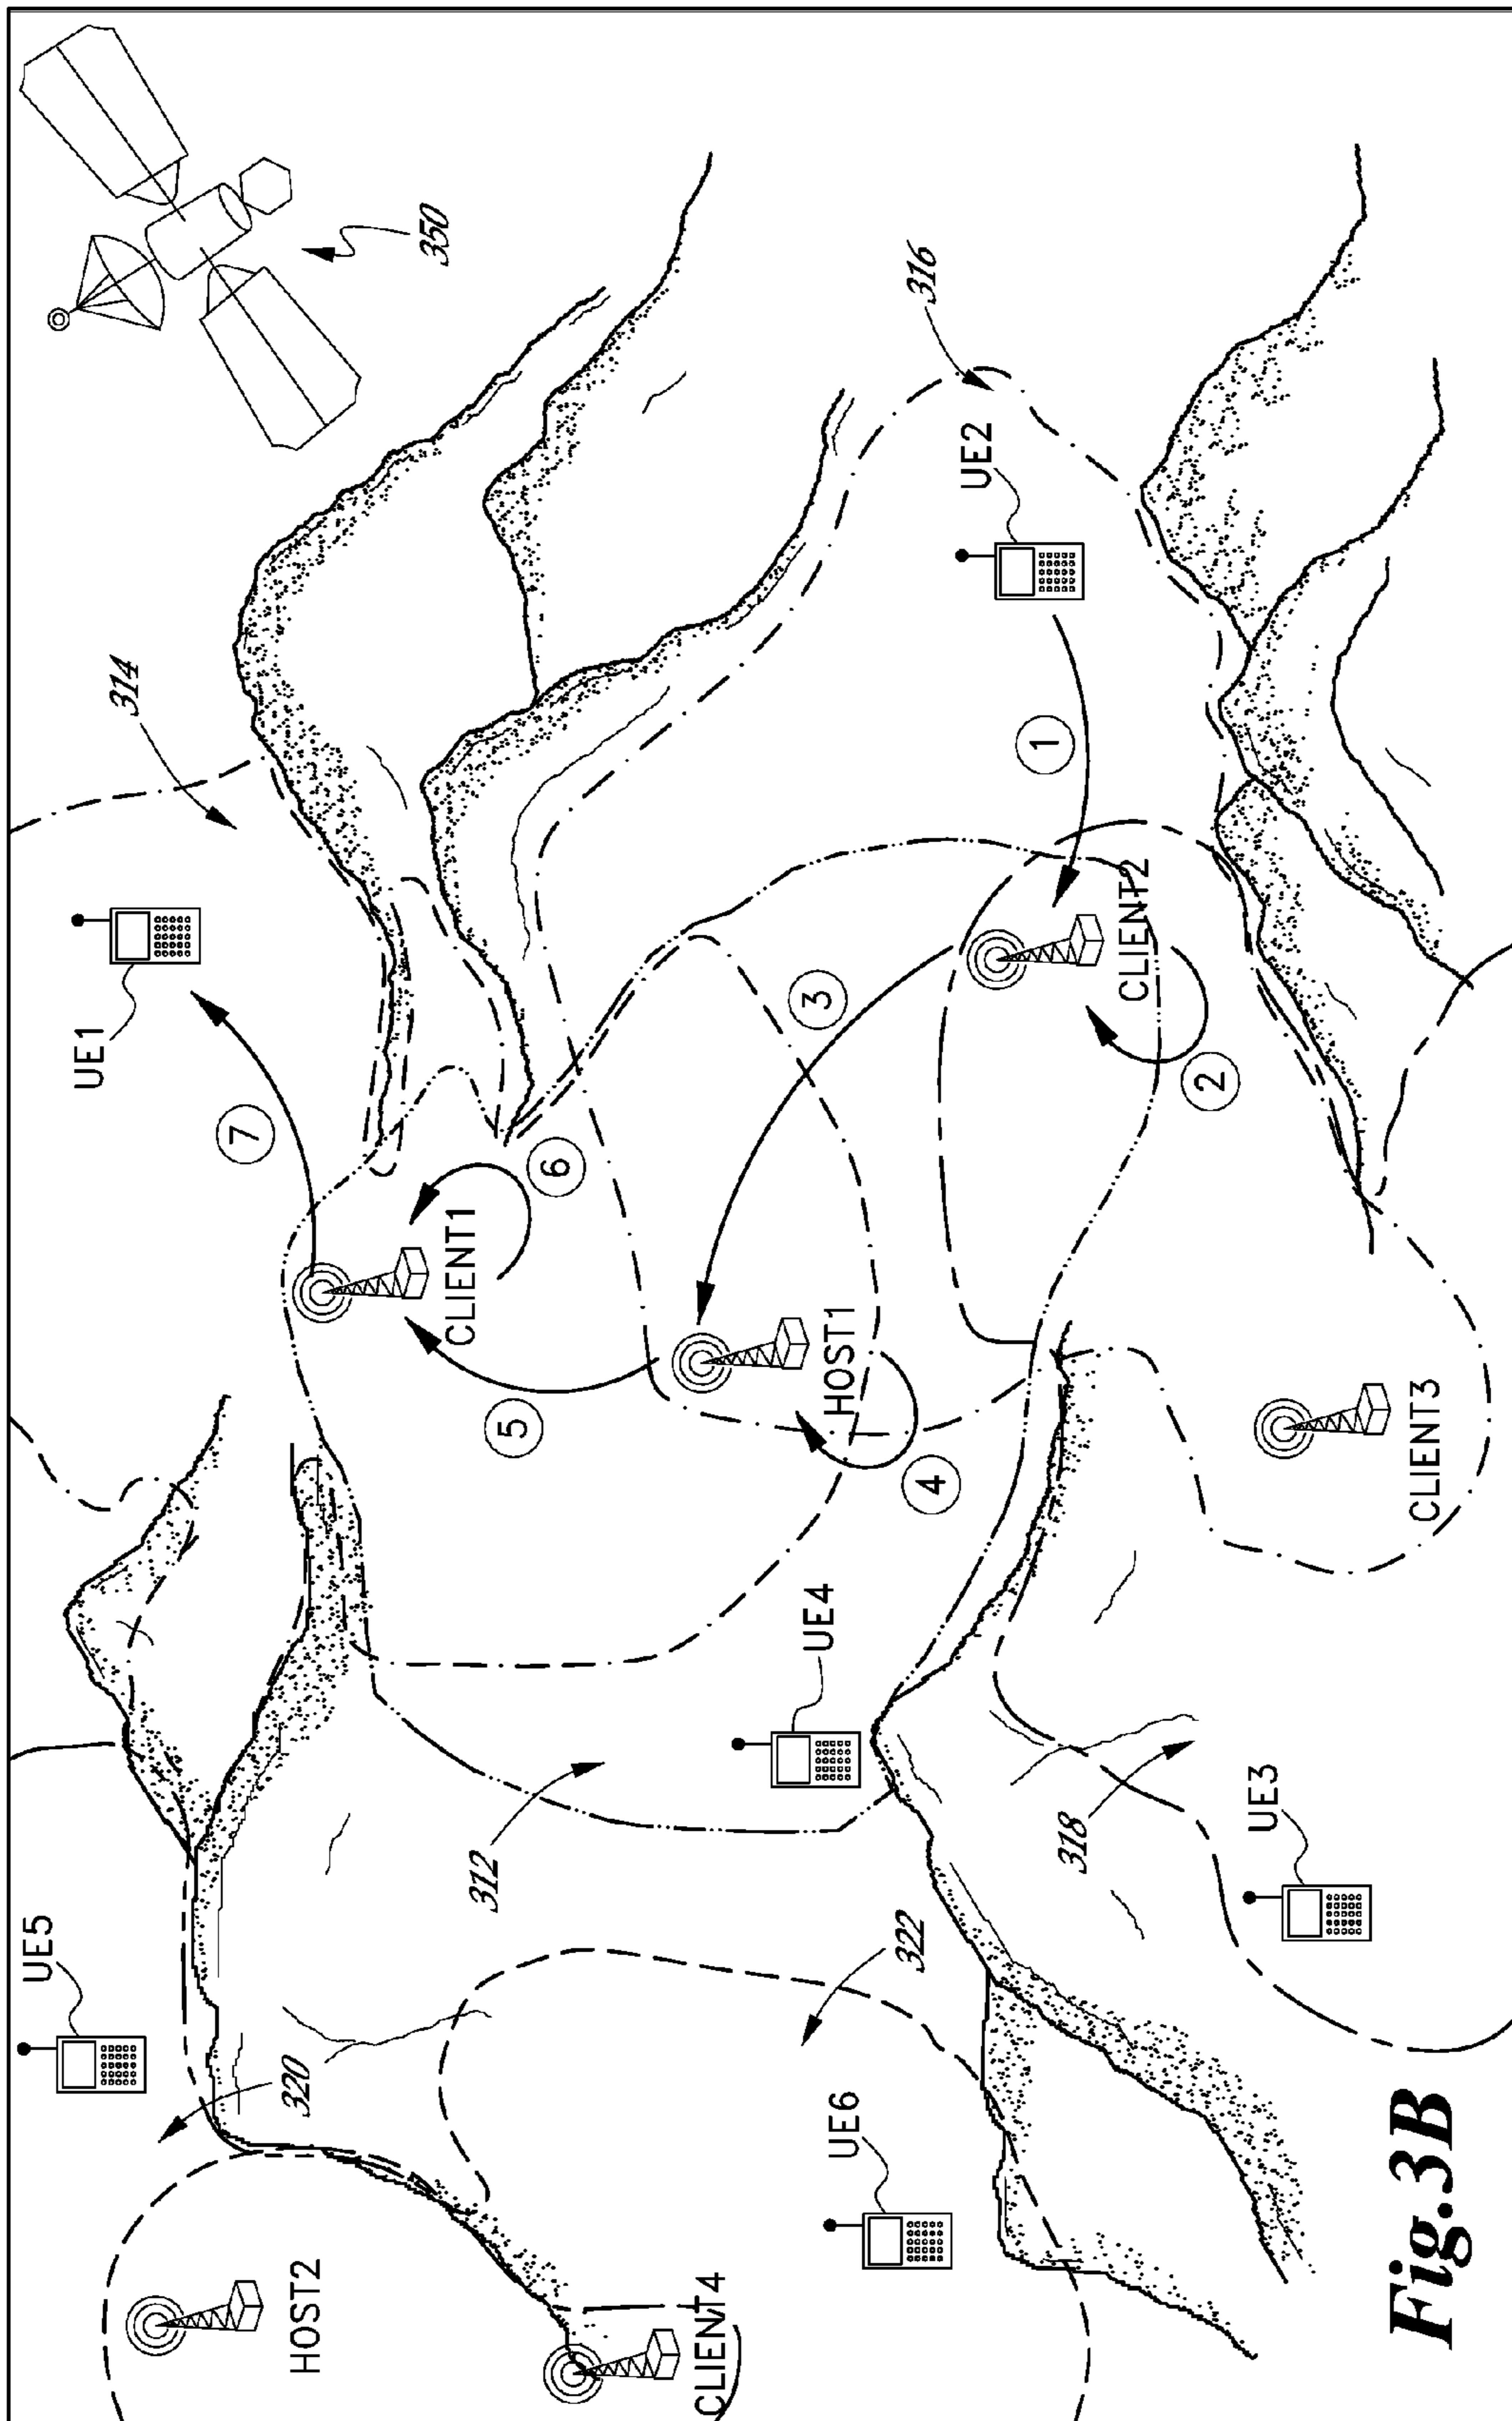 350
316
UE2
314
UE1
1
CLIENT2
2
3
7
6
CLIENT1
5
HOST1
4
CLIENT3
UE4
312
318
UE3
322
UE5
320
UE6
HOST2
CLIENT4
Fig.3B